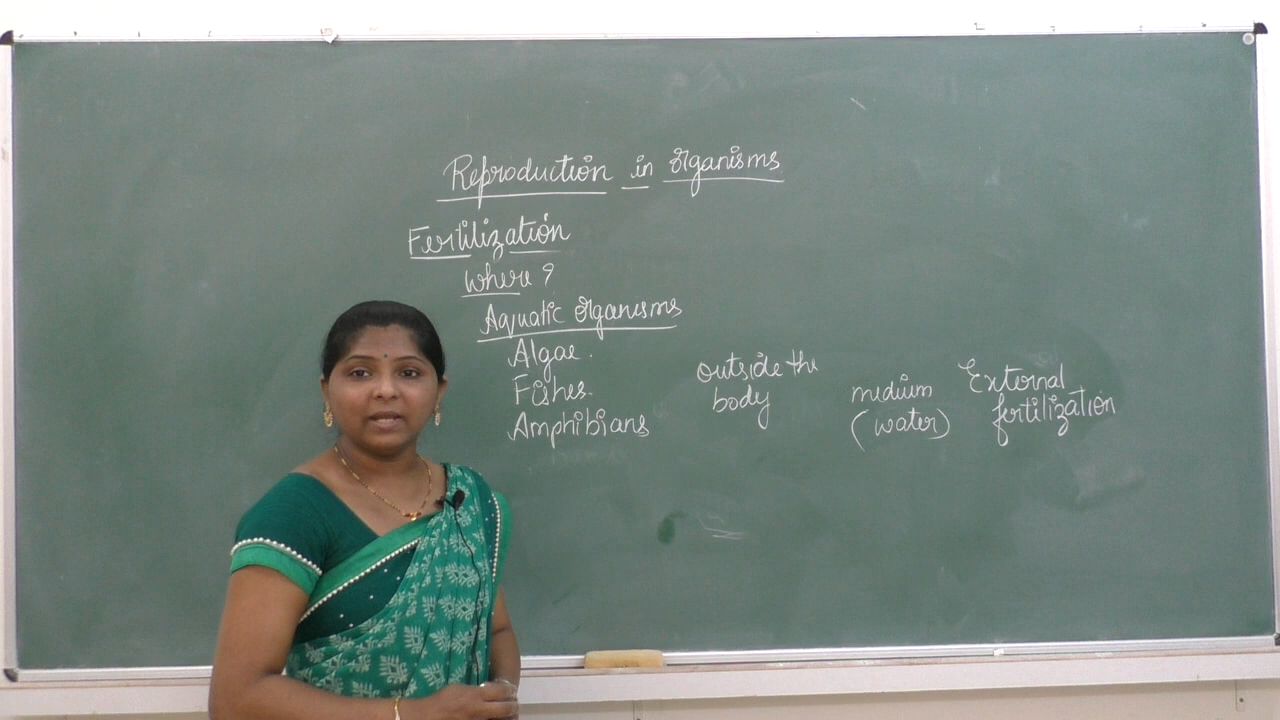 Reproduction in Organisms
Fertilization
Where ?
Aquatic Organisms
Algae.
Fishes.
Amphibians
outside the
body
medium
(water)
External
fertilization